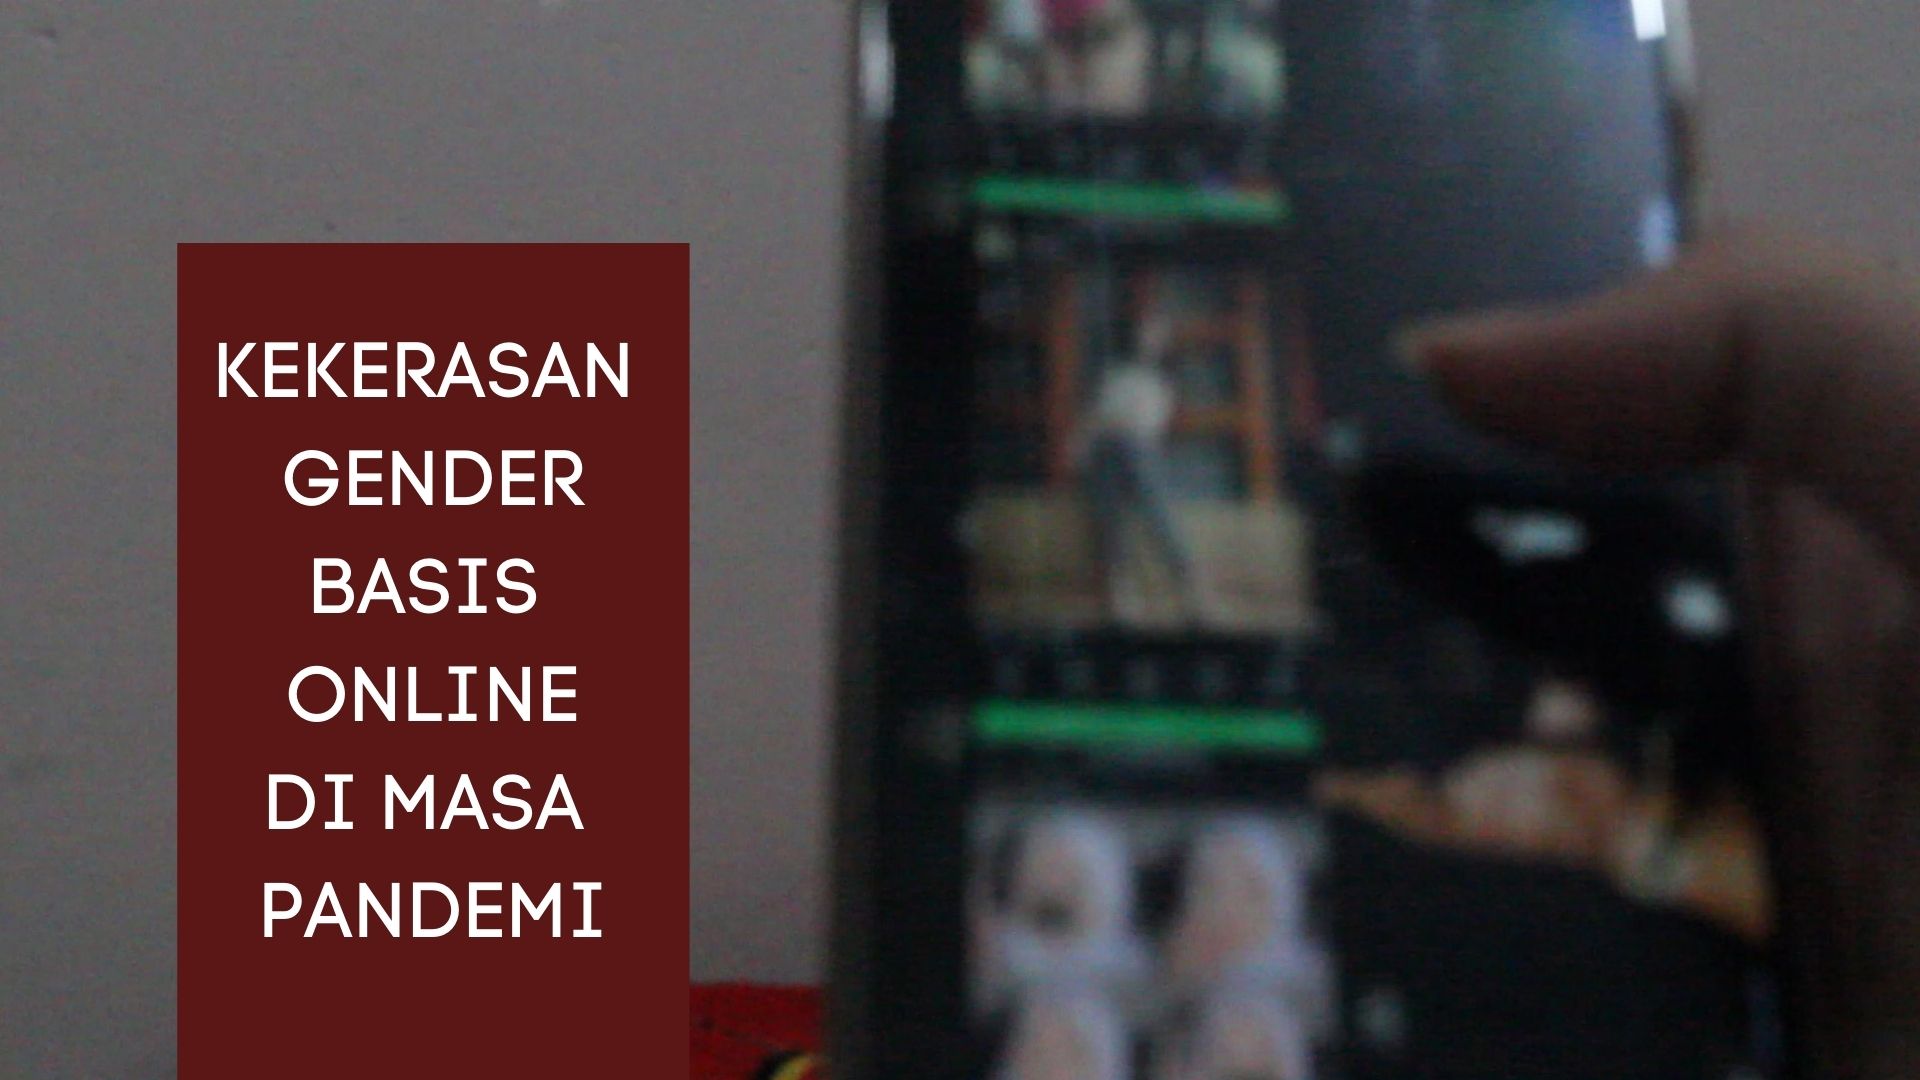 KEKERASAN
GENDER
BASIS
ONLINE
DI MASA
PANDEMI